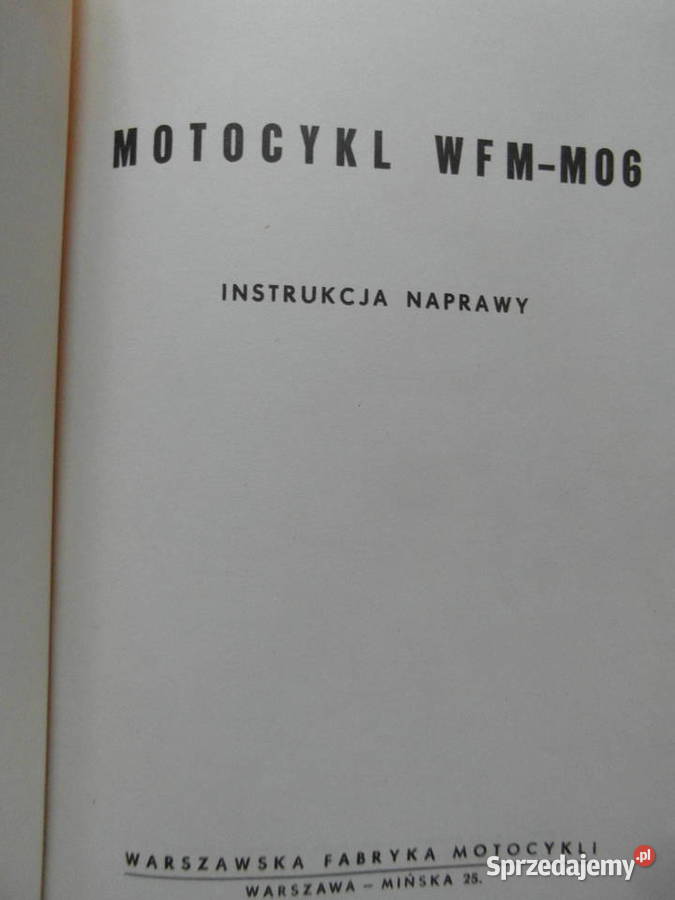 MOTOCYKL WFM-M06
INSTRUKCJA NAPRAWY
WARSZAWSKA FABRYKA MOTOCYKLI
WARSZAWA – MIŃSKA 25.
Sprzedajemy.pl